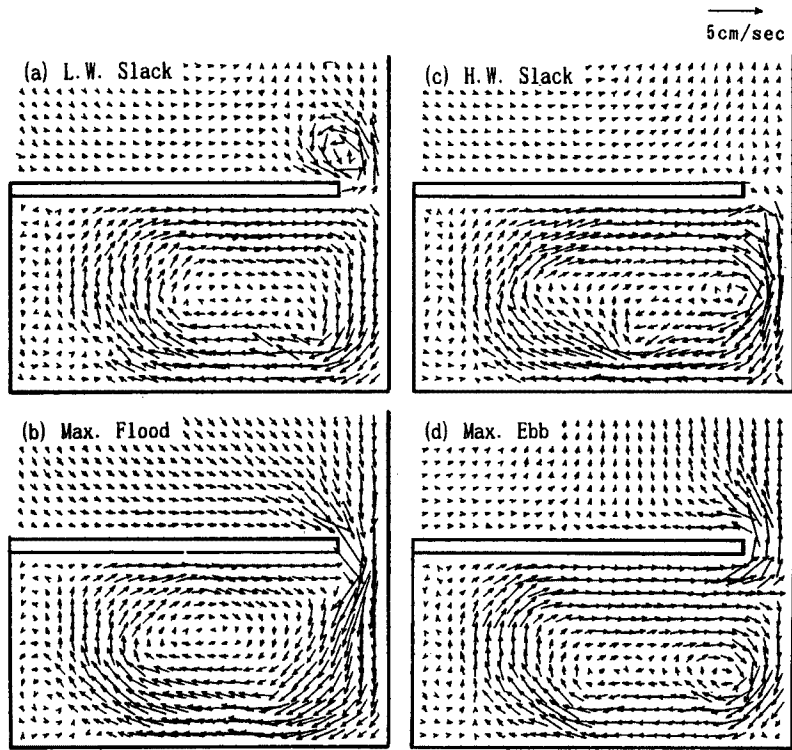 5cm/sec
(a) L.W. Slack
(c) H.W. Slack
(b) Max. Flood
(d) Max. Ebb